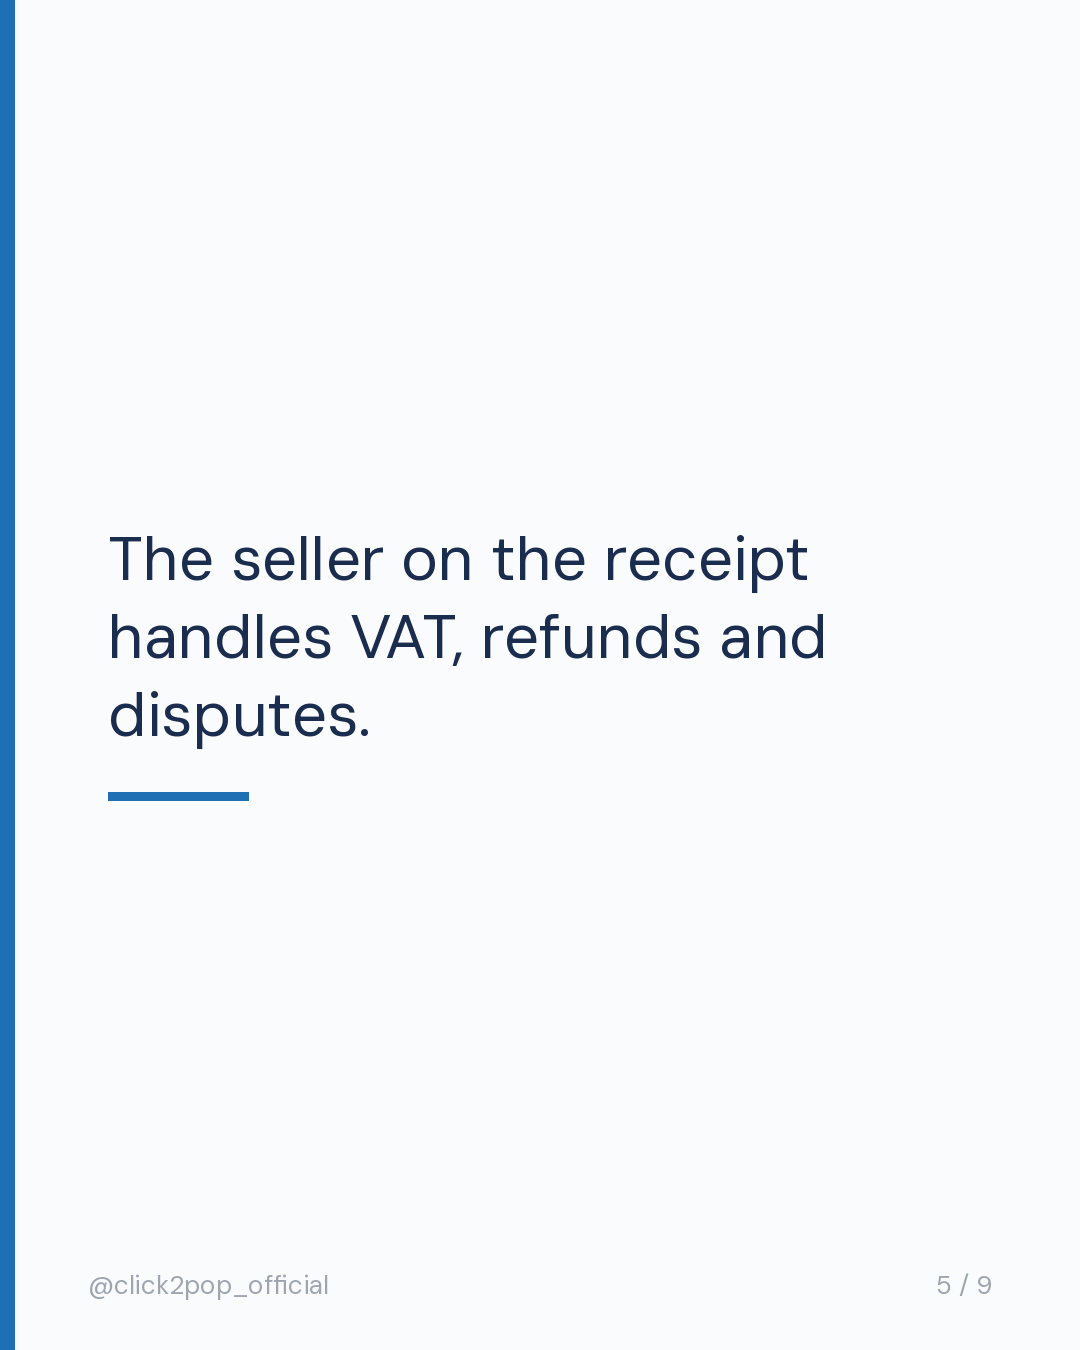 The seller on the receipt
handles VAT, refunds and
disputes.
@click2pop_official
5 / 9